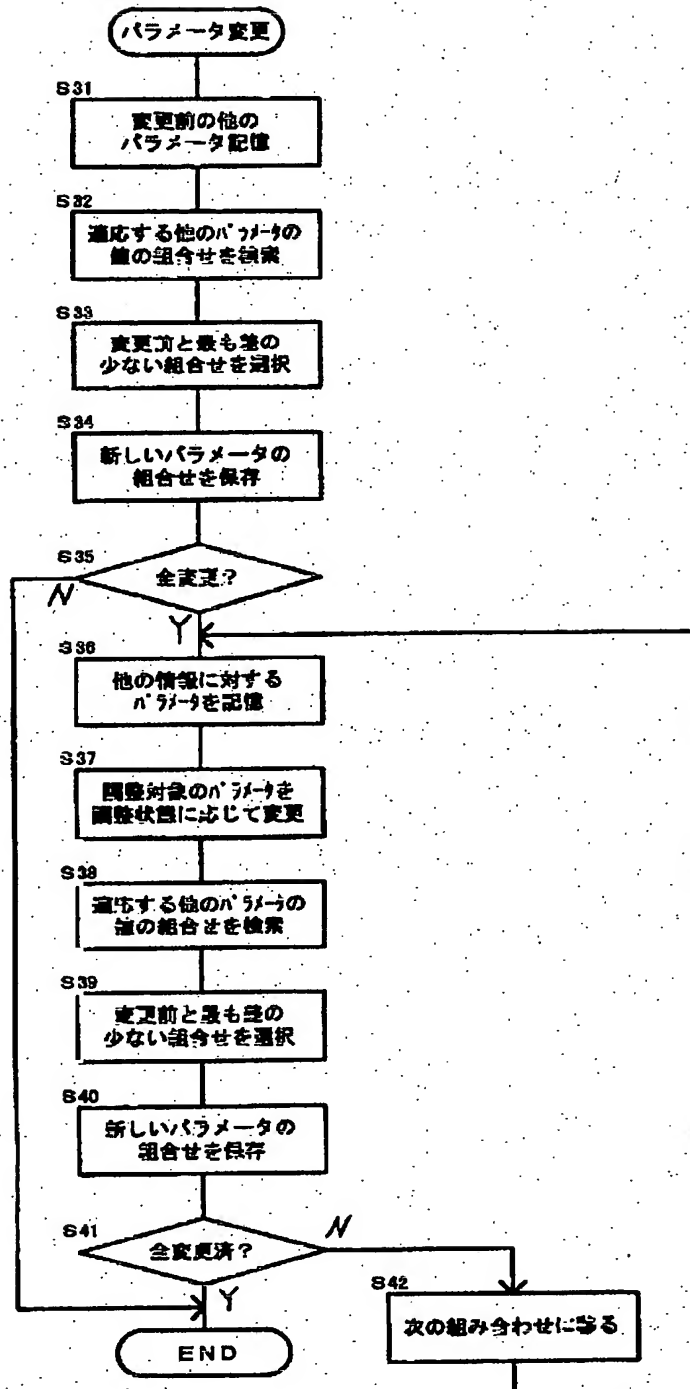 パラメータ変更
S31
変更前の他の
パラメータ記憶
S32
適応する他のパラメータの
値の組合せを検索
S33
変更前と最も差の
少ない組合せを選択
S34
新しいパラメータの
組合せを保存
S35
全変更?
N
Y
S36
他の情報に対する
パラメータを記憶
S37
調整対象のパラメータを
調整状態に応じて変更
S38
適応する他のパラメータの
値の組合せを検索
S39
変更前と最も差の
少ない組合せを選択
S40
新しいパラメータの
組合せを保存
S41
全変更済?
N
Y
S42
次の組み合わせに移る
END